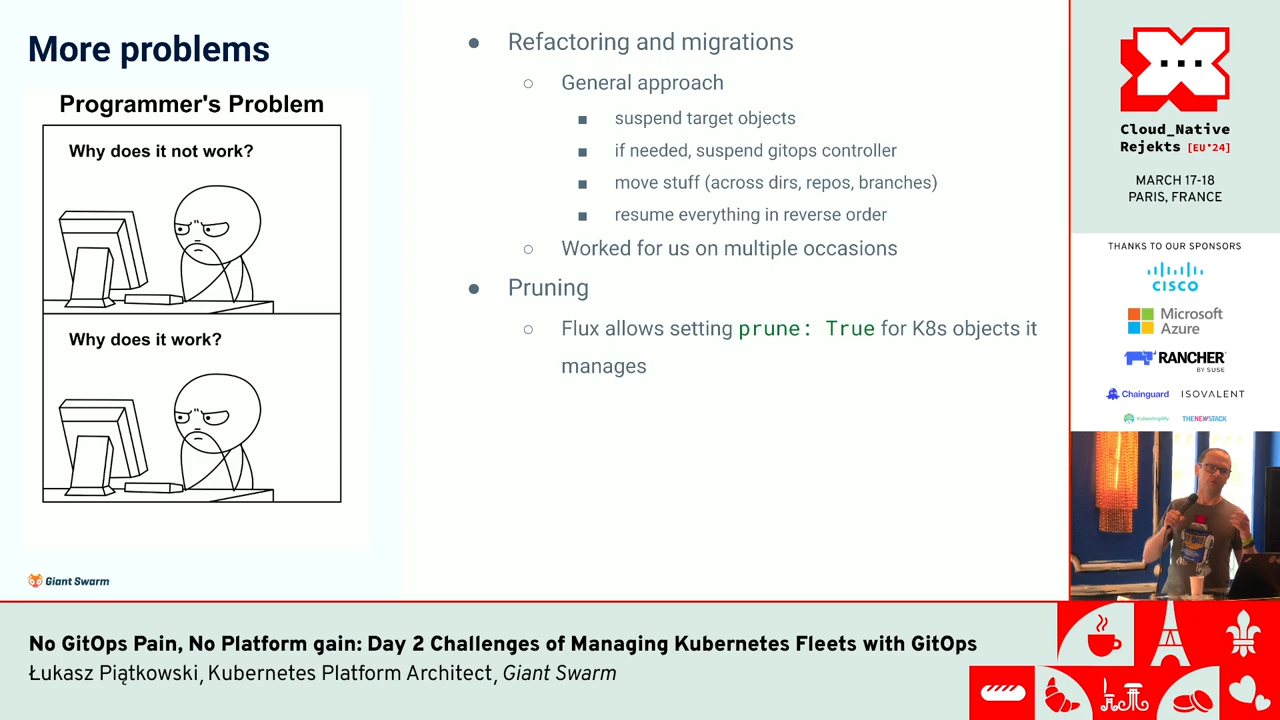 More problems
Programmer's Problem
Why does it not work?
Why does it work?
Giant Swarm
● Refactoring and migrations
○ General approach
■ suspend target objects
■ if needed, suspend gitops controller
■ move stuff (across dirs, repos, branches)
■ resume everything in reverse order
○ Worked for us on multiple occasions
● Pruning
○ Flux allows setting prune: True for K8s objects it
manages
Cloud_Native
Rejekts [EU'24]
MARCH 17-18
PARIS, FRANCE
THANKS TO OUR SPONSORS
CISCO
Microsoft
Azure
RANCHER
BY SUSE
Chainguard ISOVALENT
Kubesimplify THENEWSTACK
No GitOps Pain, No Platform gain: Day 2 Challenges of Managing Kubernetes Fleets with GitOps
Łukasz Piątkowski, Kubernetes Platform Architect, Giant Swarm